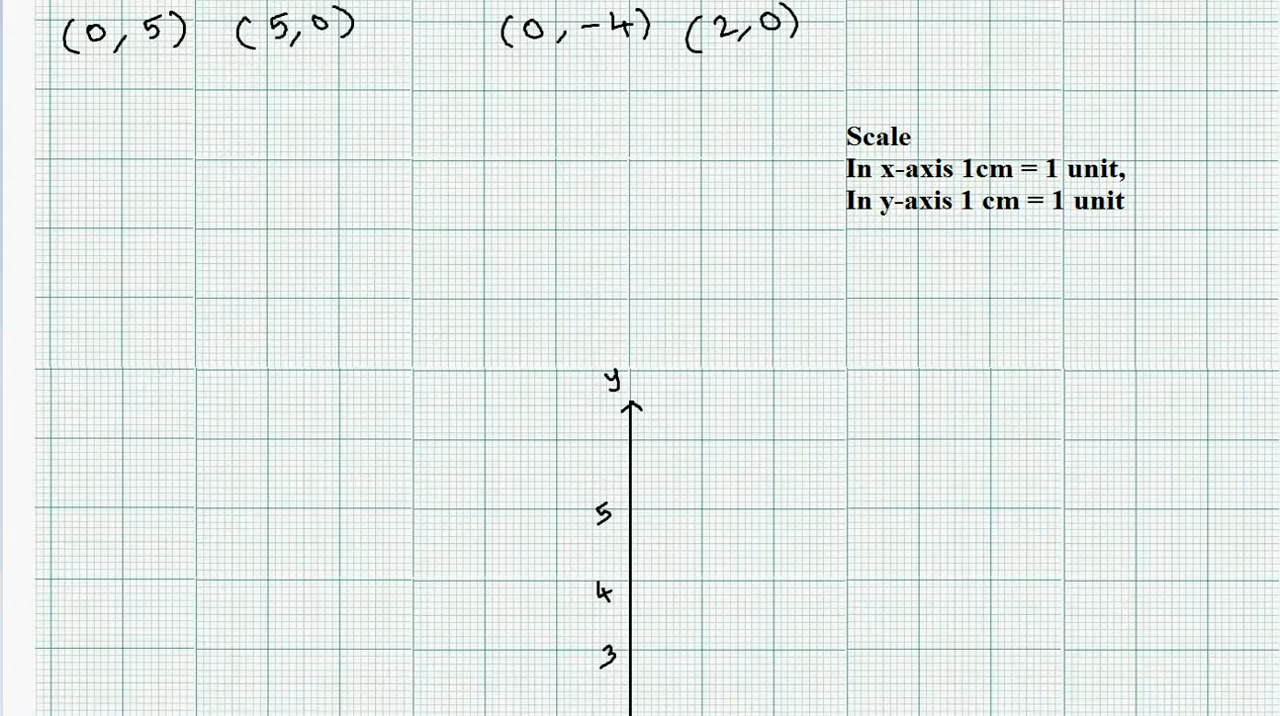 (0, 5) (5, 0) (0, -4) (2, 0)
Scale
In x-axis 1cm = 1 unit,
In y-axis 1 cm = 1 unit
y
5
4
3